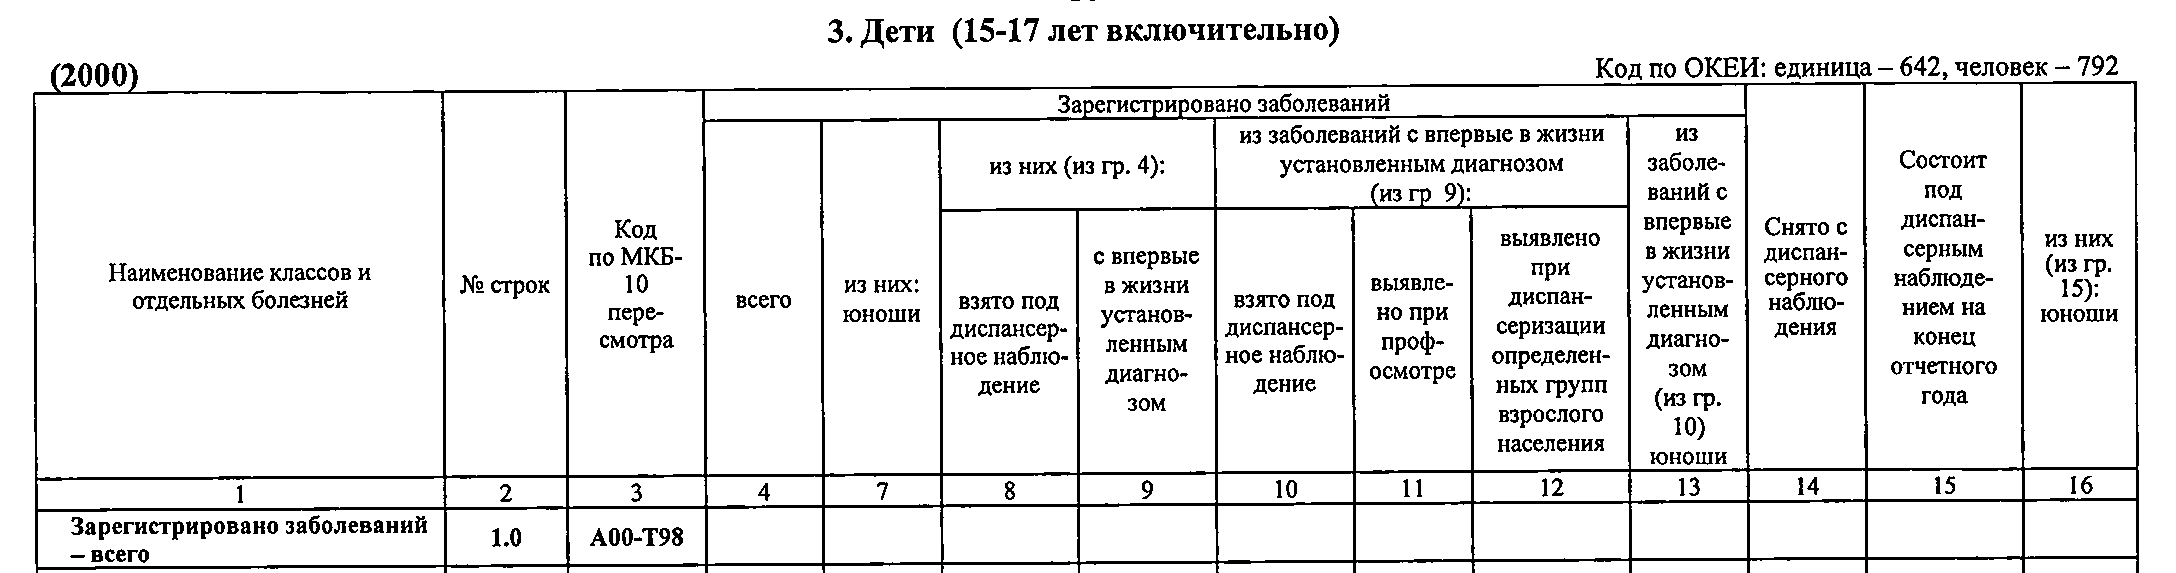 3. Дети (15-17 лет включительно)
(2000)
Код по ОКЕИ: единица – 642, человек – 792
Наименование классов и
отдельных болезней
№ строк
Код
по МКБ-
10
пере-
смотра
Зарегистрировано заболеваний
всего
из них:
юноши
из них (из гр. 4):
взято под
диспансер-
ное наблю-
дение
с впервые
в жизни
установ-
ленным
диагно-
зом
из заболеваний с впервые в жизни
установленным диагнозом
(из гр 9):
взято под
диспансер-
ное наблю-
дение
выявле-
но при
проф-
осмотре
выявлено
при
диспан-
серизации
определен-
ных групп
взрослого
населения
из
заболе-
ваний с
впервые
в жизни
установ-
ленным
диагно-
зом
(из гр.
10)
юноши
Снято с
диспан-
серного
наблю-
дения
Состоит
под
диспан-
серным
наблюде-
нием на
конец
отчетного
года
из них
(из гр.
15):
юноши
1 2 3 4 7 8 9 10 11 12 13 14 15 16
Зарегистрировано заболеваний
– всего
1.0
A00-T98